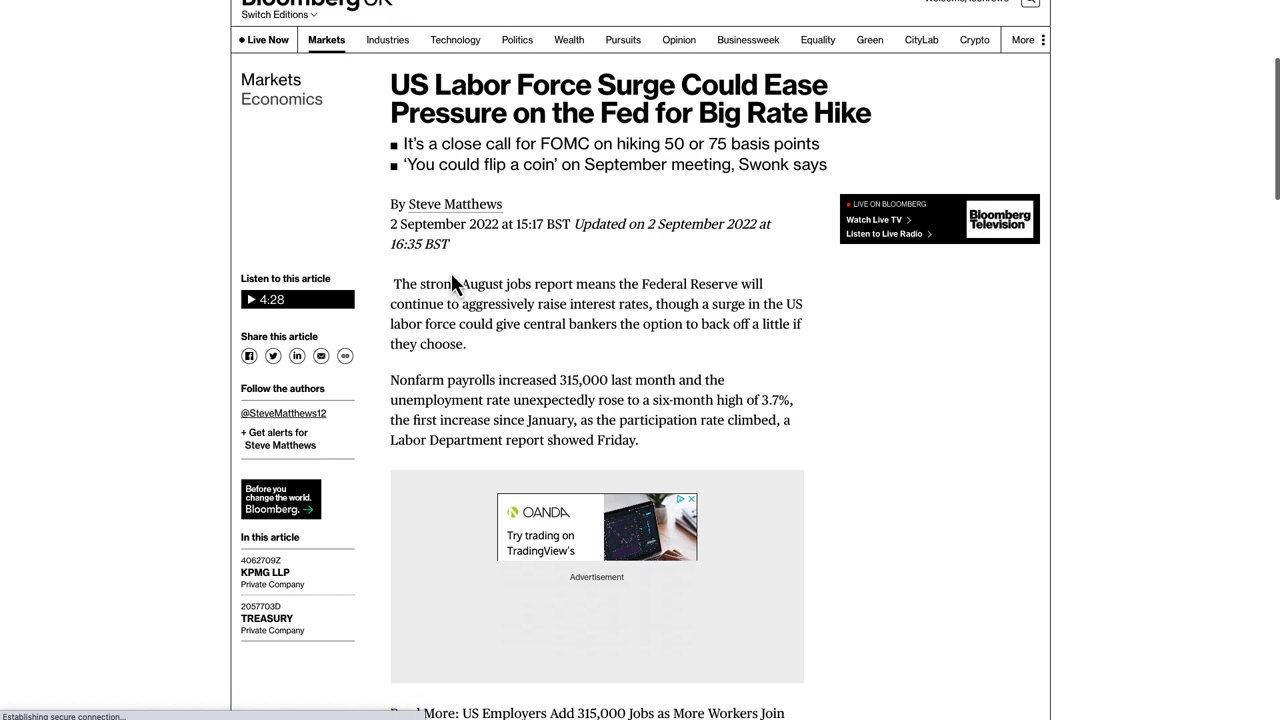 Switch Editions
Live Now
Markets
Industries
Technology
Politics
Wealth
Pursuits
Opinion
Businessweek
Equality
Green
CityLab
Crypto
More
Markets
Economics
US Labor Force Surge Could Ease
Pressure on the Fed for Big Rate Hike
■ It’s a close call for FOMC on hiking 50 or 75 basis points
■ ‘You could flip a coin’ on September meeting, Swonk says
By Steve Matthews
2 September 2022 at 15:17 BST Updated on 2 September 2022 at
16:35 BST
LIVE ON BLOOMBERG
Watch Live TV >
Listen to Live Radio >
Bloomberg
Television
Listen to this article
4:28
Share this article
Follow the authors
@SteveMatthews12
+ Get alerts for
Steve Matthews
Before you
change the world.
Bloomberg. →
In this article
4062709Z
KPMG LLP
Private Company
2057703D
TREASURY
Private Company
The strong August jobs report means the Federal Reserve will
continue to aggressively raise interest rates, though a surge in the US
labor force could give central bankers the option to back off a little if
they choose.
Nonfarm payrolls increased 315,000 last month and the
unemployment rate unexpectedly rose to a six-month high of 3.7%,
the first increase since January, as the participation rate climbed, a
Labor Department report showed Friday.
OANDA
Try trading on
TradingView’s
Advertisement
Read More: US Employers Add 315,000 Jobs as More Workers Join
Establishing secure connection...